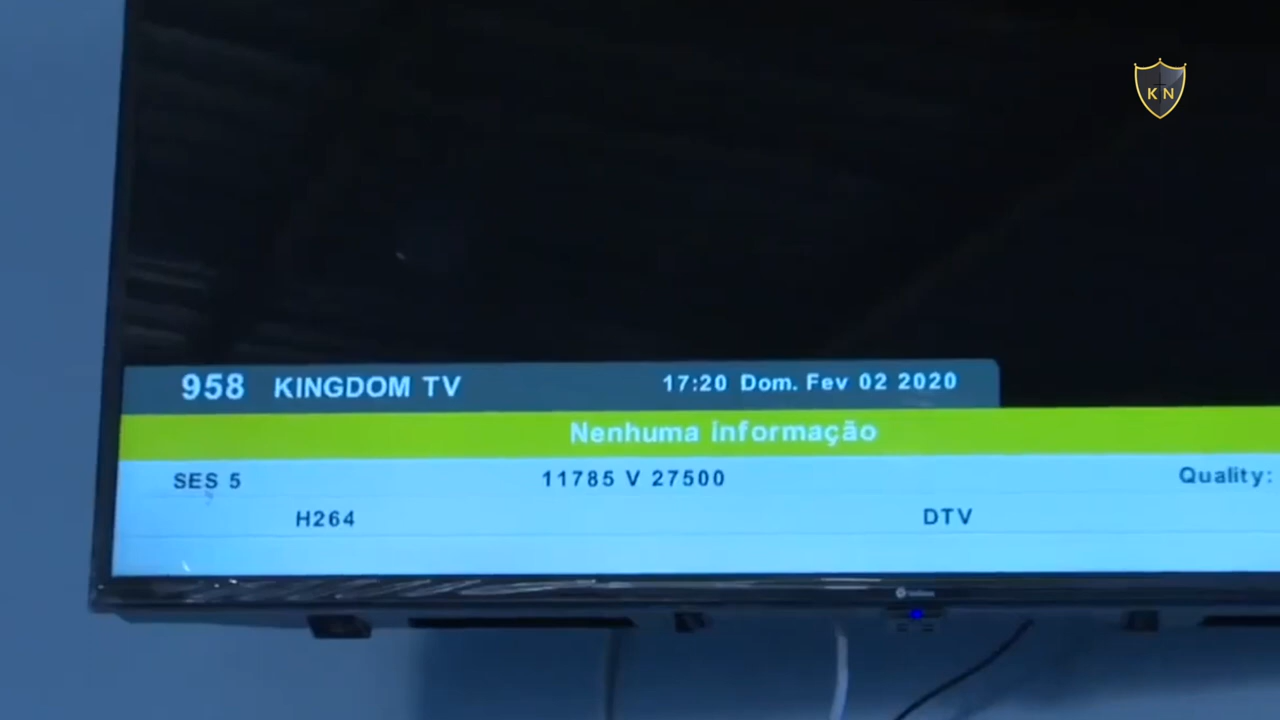 KN
958 KINGDOM TV 17:20 Dom. Fev 02 2020
Nenhuma Informação
SES 5 11785 V 27500 Quality:
H264 DTV